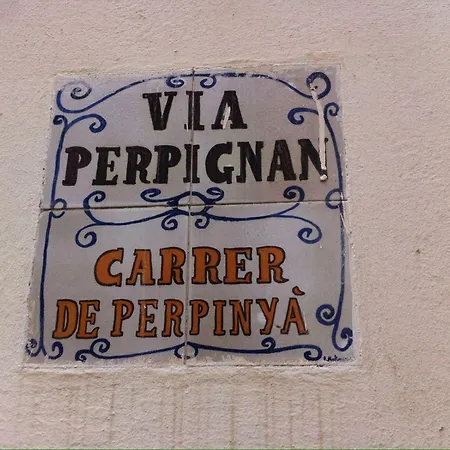 VIA
PERPIGNAN
CARRER
DE PERPINYÀ